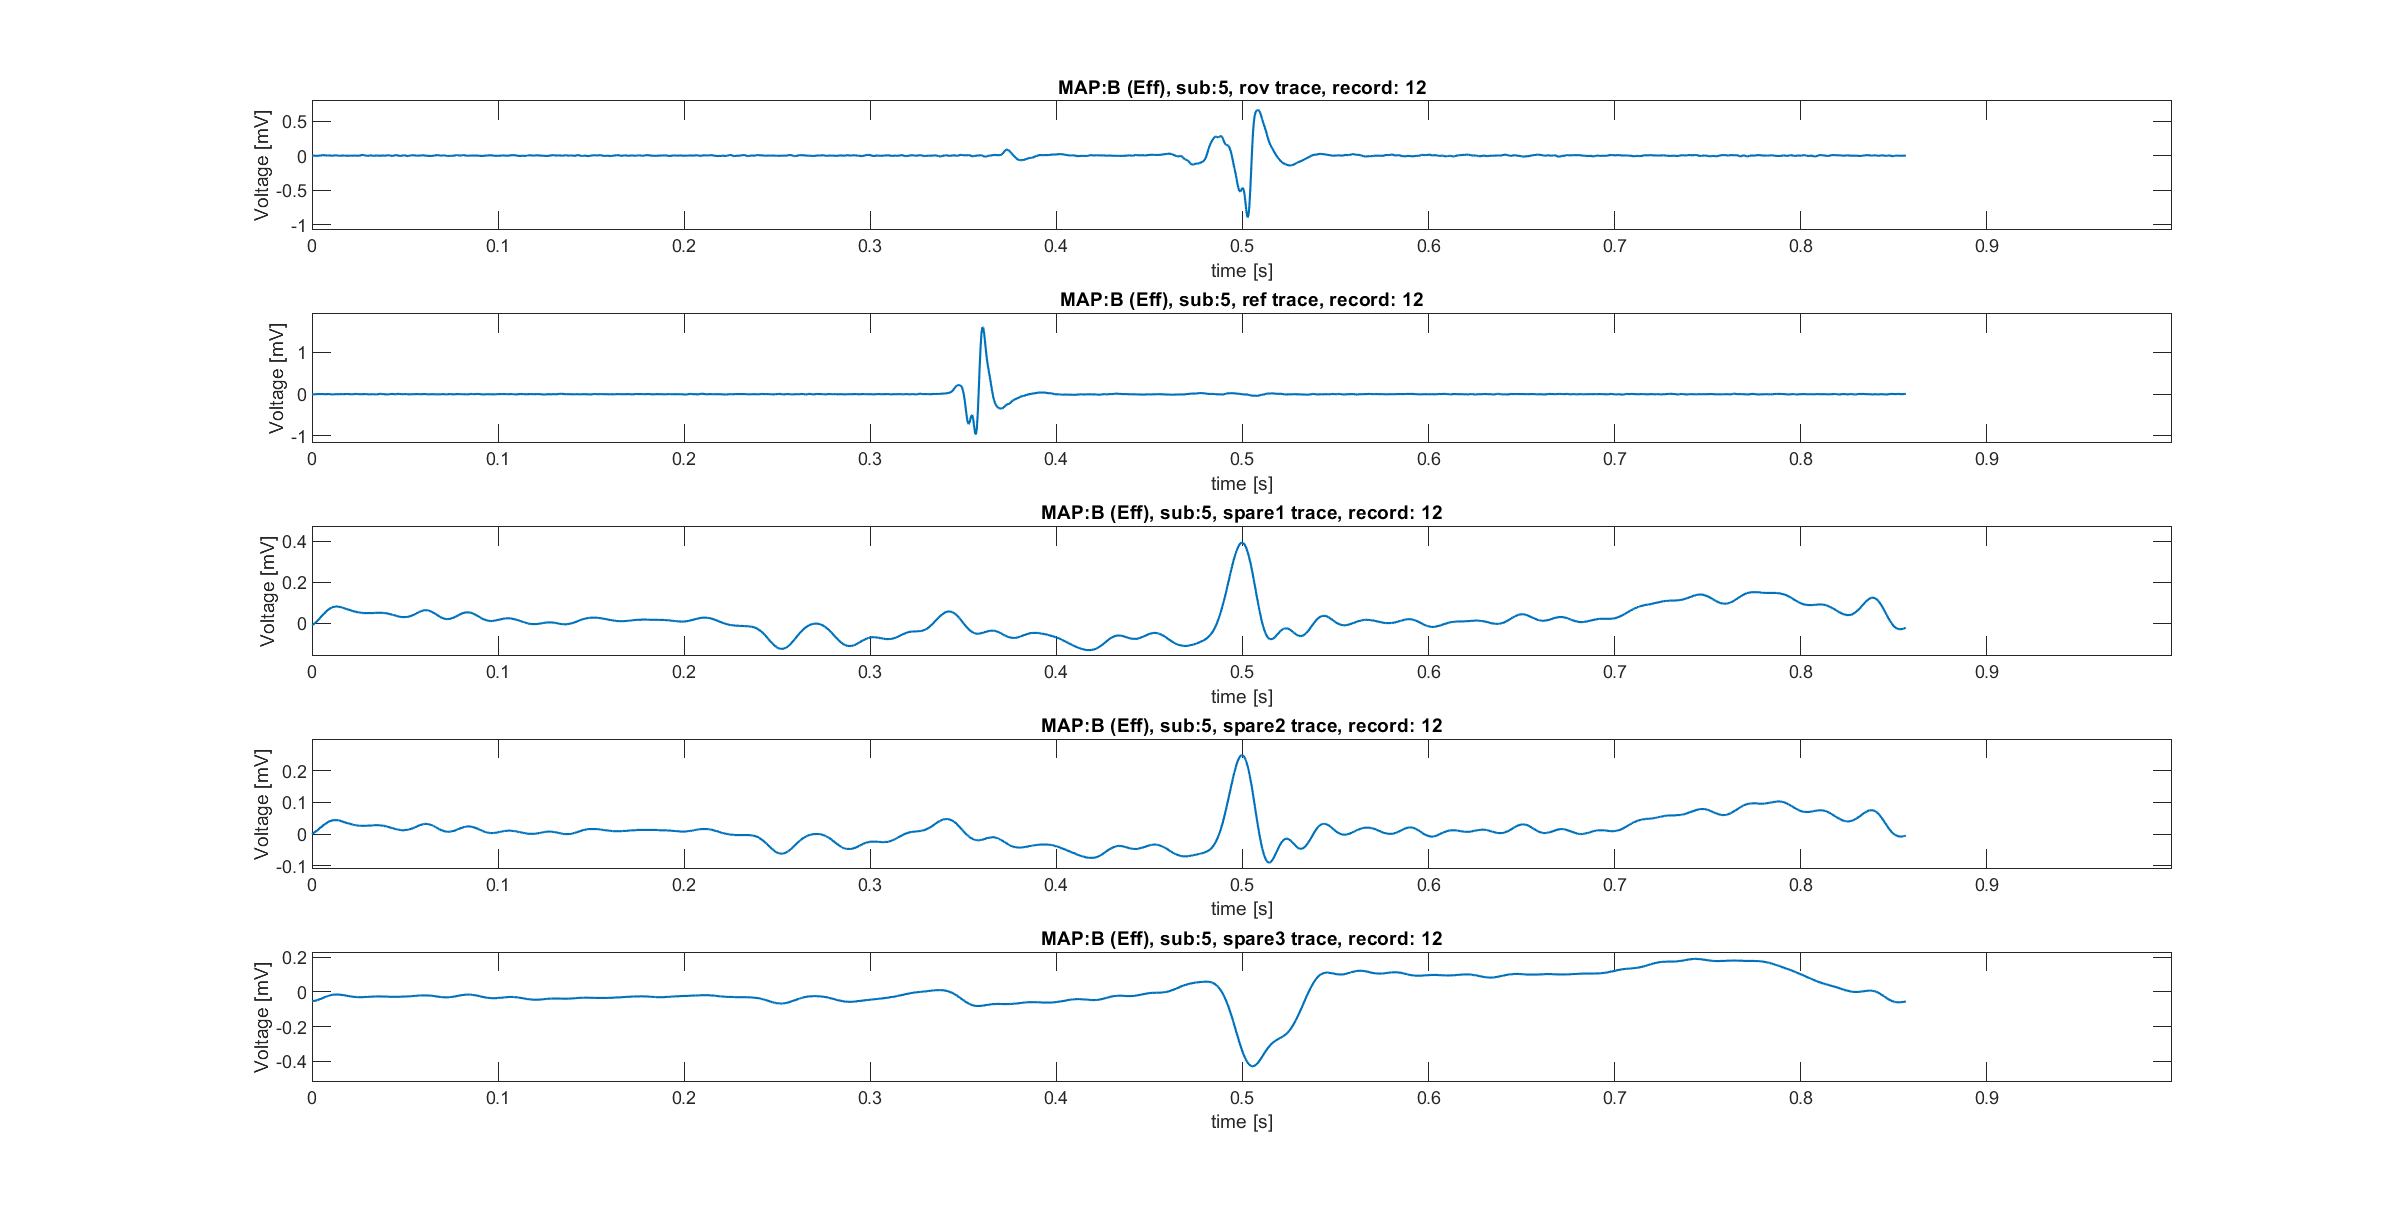 MAP:B (Eff), sub:5, rov trace, record: 12
Voltage [mV]
0.5
0
-0.5
-1
0 0.1 0.2 0.3 0.4 0.5 0.6 0.7 0.8 0.9
time [s]
MAP:B (Eff), sub:5, ref trace, record: 12
Voltage [mV]
1
0
-1
0 0.1 0.2 0.3 0.4 0.5 0.6 0.7 0.8 0.9
time [s]
MAP:B (Eff), sub:5, spare1 trace, record: 12
Voltage [mV]
0.4
0.2
0
0 0.1 0.2 0.3 0.4 0.5 0.6 0.7 0.8 0.9
time [s]
MAP:B (Eff), sub:5, spare2 trace, record: 12
Voltage [mV]
0.2
0.1
0
-0.1
0 0.1 0.2 0.3 0.4 0.5 0.6 0.7 0.8 0.9
time [s]
MAP:B (Eff), sub:5, spare3 trace, record: 12
Voltage [mV]
0.2
0
-0.2
-0.4
0 0.1 0.2 0.3 0.4 0.5 0.6 0.7 0.8 0.9
time [s]